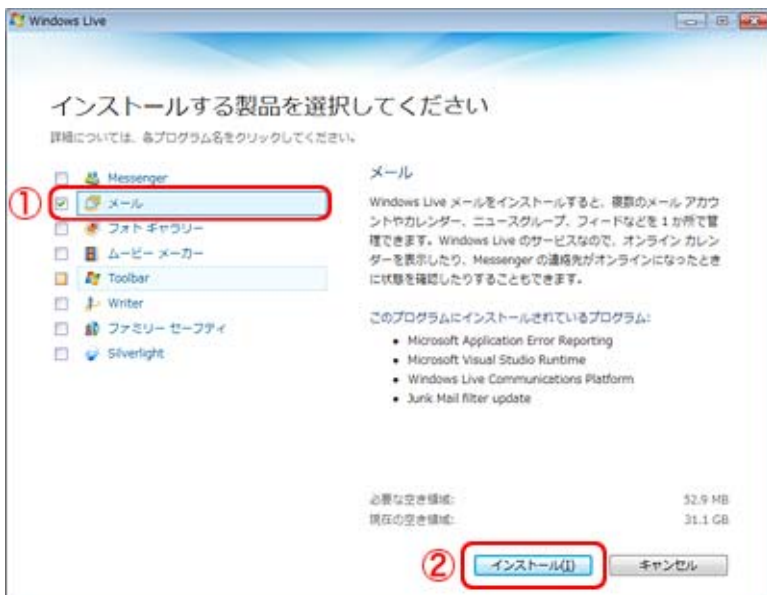 Windows Live
インストールする製品を選択してください
詳細については、各プログラム名をクリックしてください。
Messenger
① メール
フォト ギャラリー
ムービー メーカー
Toolbar
Writer
ファミリー セーフティ
Silverlight
メール
Windows Live メールをインストールすると、複数のメール アカウ
ントやカレンダー、ニュースグループ、フィードなどを 1 か所で管
理できます。Windows Live のサービスなので、オンライン カレン
ダーを表示したり、Messenger の連絡先がオンラインになったとき
に状態を確認したりすることもできます。
このプログラムにインストールされているプログラム:
• Microsoft Application Error Reporting
• Microsoft Visual Studio Runtime
• Windows Live Communications Platform
• Junk Mail filter update
必要な空き領域: 52.9 MB
現在の空き領域: 31.1 GB
② インストール(I) キャンセル